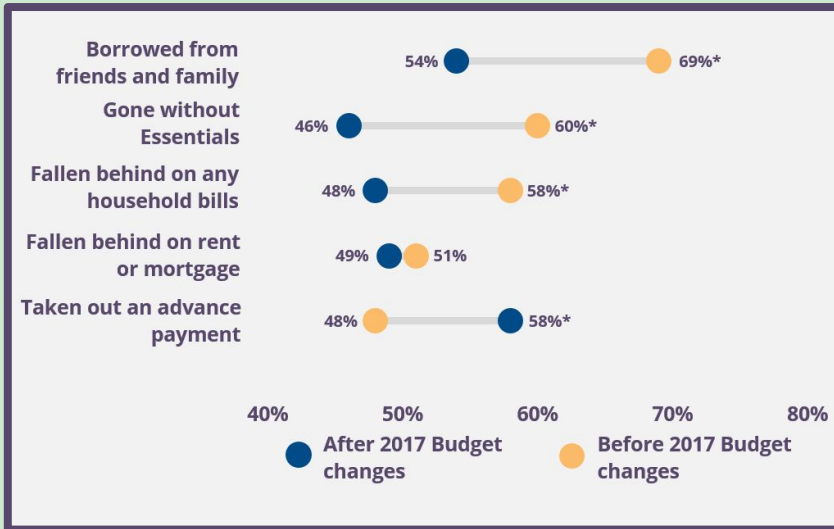 Borrowed from
friends and family
54%
69%*
Gone without
Essentials
46%
60%*
Fallen behind on any
household bills
48%
58%*
Fallen behind on rent
or mortgage
49%
51%
Taken out an advance
payment
48%
58%*
40% 50% 60% 70% 80%
After 2017 Budget
changes
Before 2017 Budget
changes